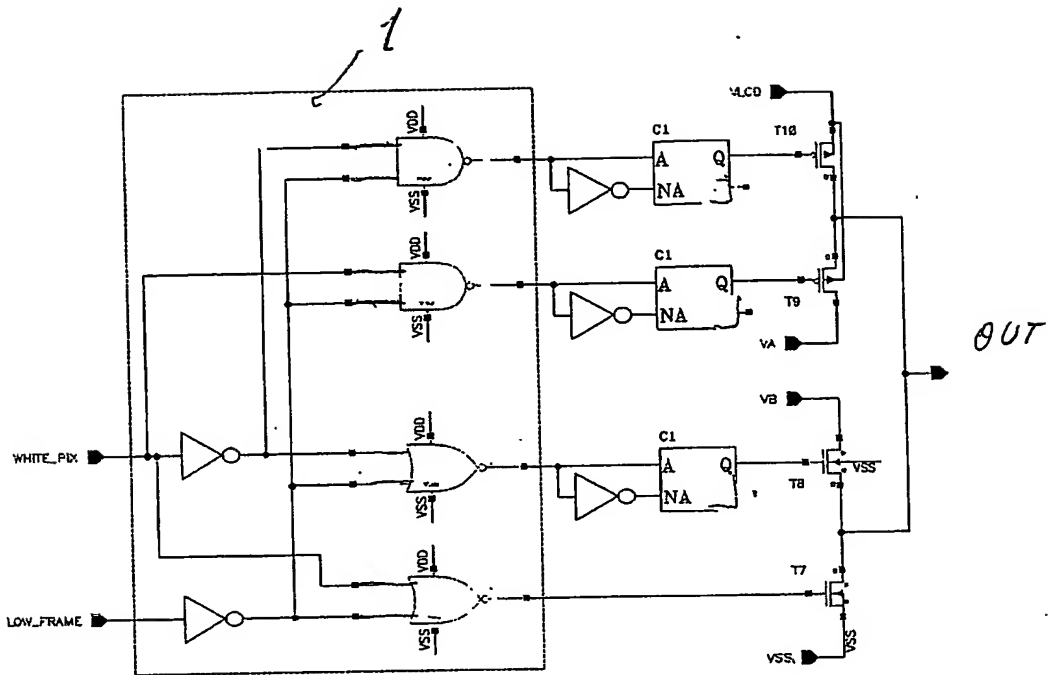 1
VLCD
VDD
C1
T10
A
Q
VSS
NA
VDD
C1
A
Q
VSS
NA
T9
VA
OUT
VB
VDD
C1
WHITE_PIX
A
Q
VSS
VSS
NA
T8
VDD
T7
LOW_FRAME
VSS
VSS
VSS